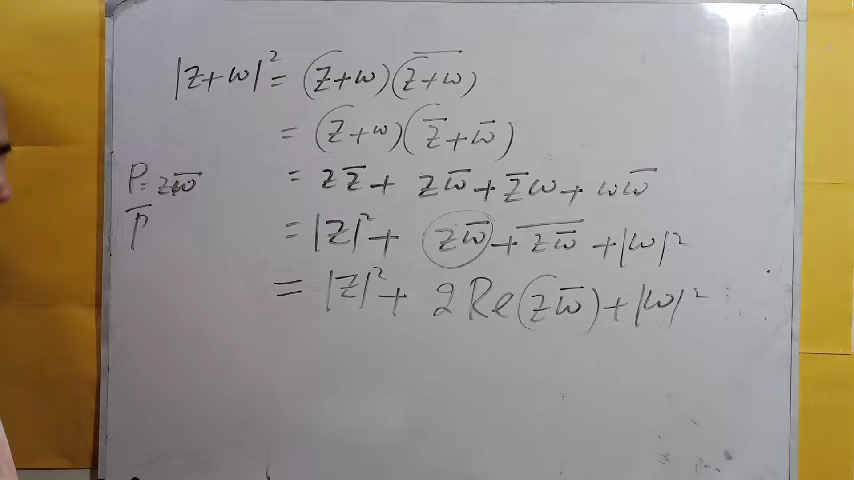 |z+w|² = (z+w)(\overline{z+w})
= (z+w)(z̄+w̄)
= zz̄ + zw̄ + z̄w + ww̄
P = zw̄
= |z|² + zw̄ + \overline{zw̄} + |w|²
P̄
= |z|² + 2Re(zw̄) + |w|²